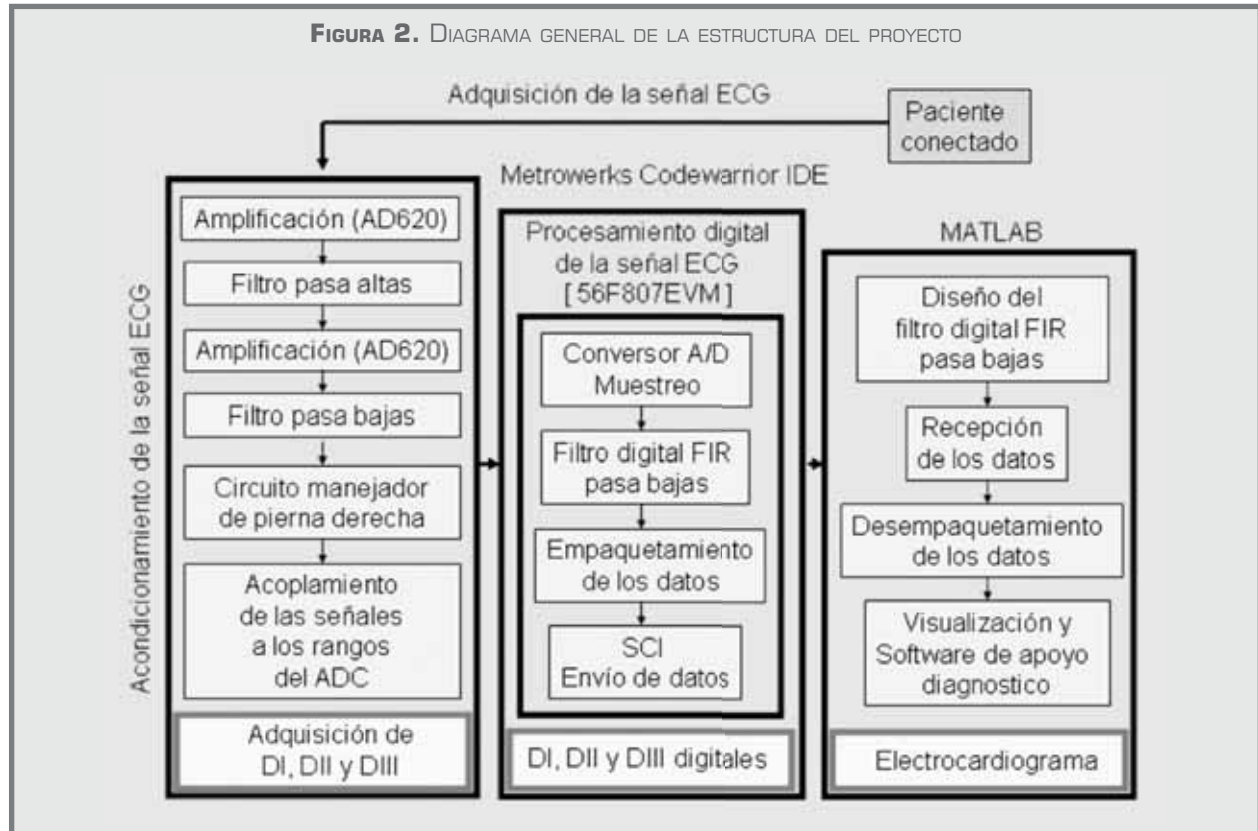 FIGURA 2. DIAGRAMA GENERAL DE LA ESTRUCTURA DEL PROYECTO
Adquisición de la señal ECG
Paciente
conectado
Acondicionamiento de la señal ECG
Amplificación (AD620)
Filtro pasa altas
Amplificación (AD620)
Filtro pasa bajas
Circuito manejador
de pierna derecha
Acoplamiento
de las señales
a los rangos
del ADC
Adquisición de
DI, DII y DIII
Metrowerks Codewarrior IDE
Procesamiento digital
de la señal ECG
[ 56F807EVM ]
Conversor A/D
Muestreo
Filtro digital FIR
pasa bajas
Empaquetamiento
de los datos
SCI
Envío de datos
DI, DII y DIII digitales
MATLAB
Diseño del
filtro digital FIR
pasa bajas
Recepción
de los datos
Desempaquetamiento
de los datos
Visualización y
Software de apoyo
diagnostico
Electrocardiograma